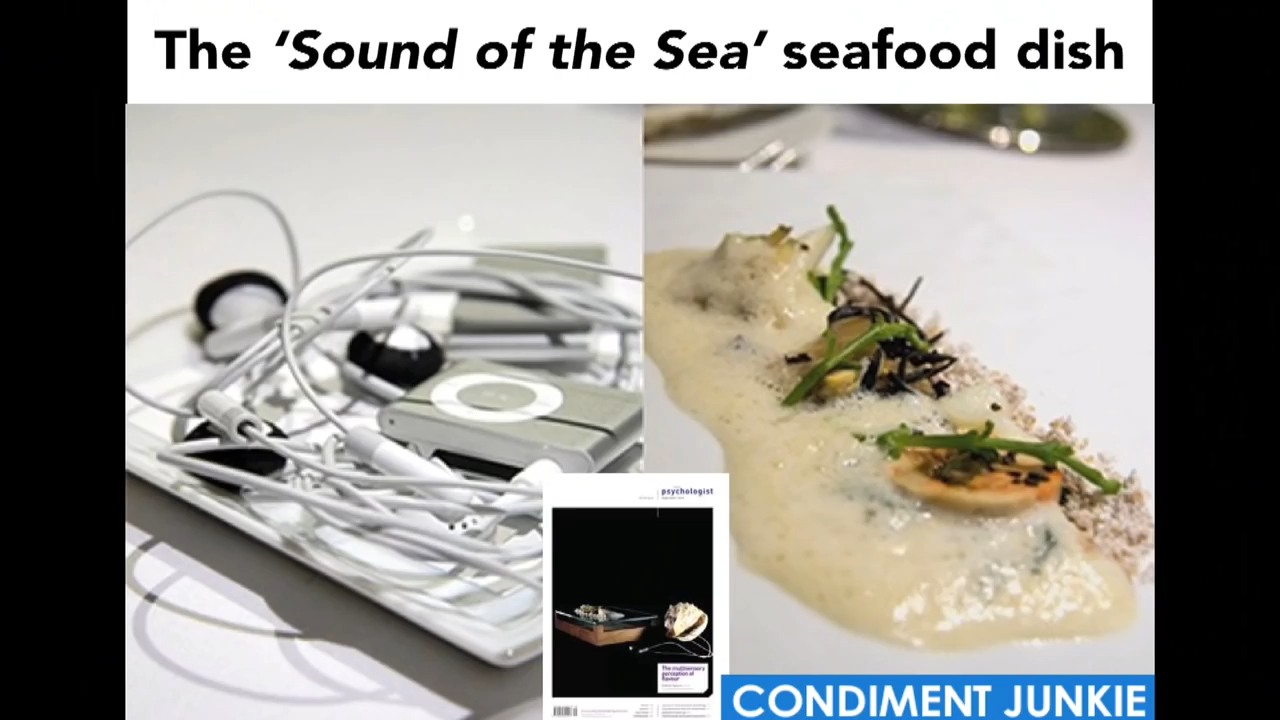 The 'Sound of the Sea' seafood dish
psychologist
The multisensory
perception of
flavour
CONDIMENT JUNKIE